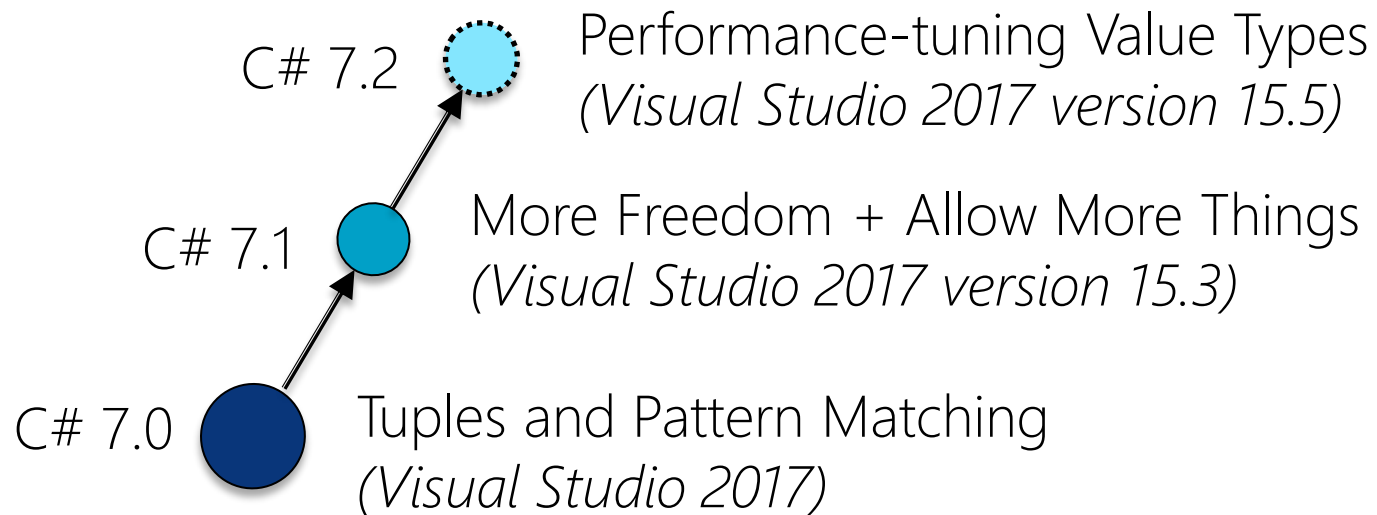 C# 7.2
Performance-tuning Value Types
(Visual Studio 2017 version 15.5)
C# 7.1
More Freedom + Allow More Things
(Visual Studio 2017 version 15.3)
C# 7.0
Tuples and Pattern Matching
(Visual Studio 2017)